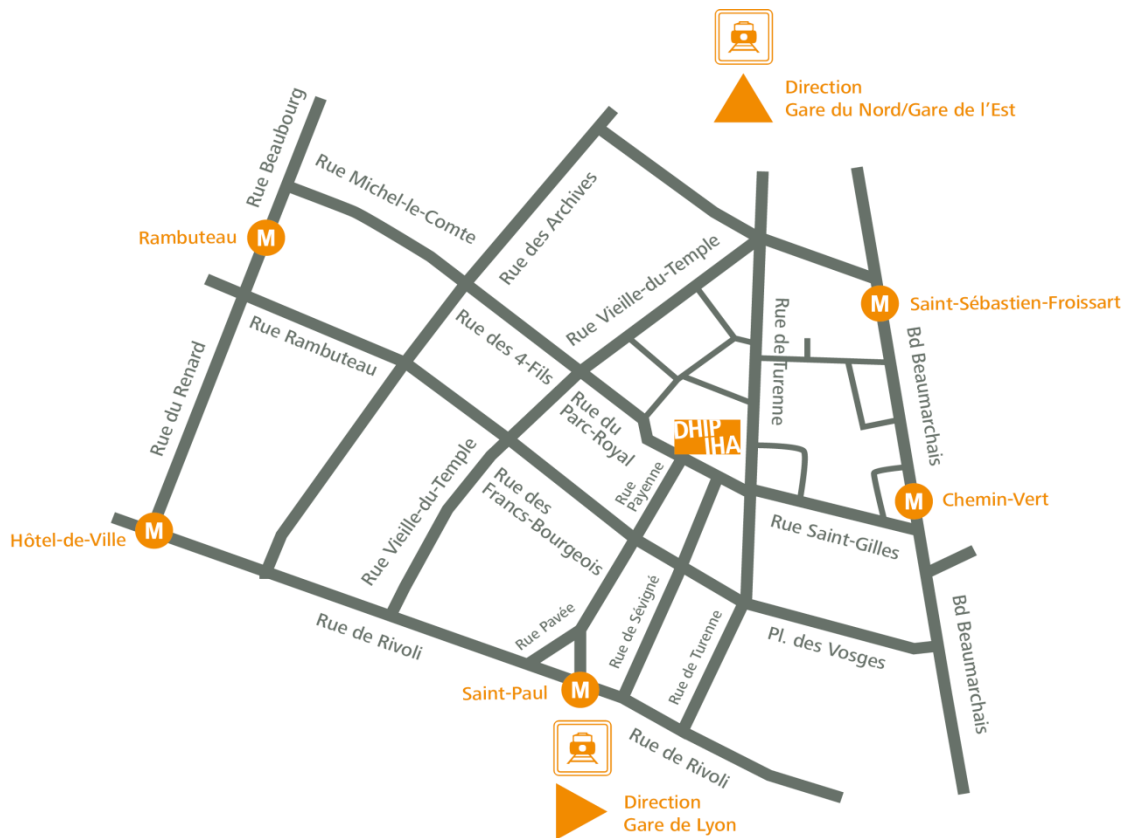 Direction
Gare du Nord/Gare de l'Est
Rue Beaubourg
Rue Michel-le-Comte
Rue des Archives
M
Rambuteau
Rue Vieille-du-Temple
M
Saint-Sébastien-Froissart
Rue Rambuteau
Rue des 4-Fils
Rue de Turenne
Bd Beaumarchais
Rue du Renard
Rue du
Parc-Royal
DHIP
IHA
Rue
Payenne
M
Chemin-Vert
Rue Saint-Gilles
M
Hôtel-de-Ville
Rue Vieille-du-Temple
Rue des
Francs-Bourgeois
Rue de Rivoli
Rue Pavée
Rue de Sévigné
Rue de Turenne
Pl. des Vosges
Bd Beaumarchais
Saint-Paul
M
Rue de Rivoli
Direction
Gare de Lyon